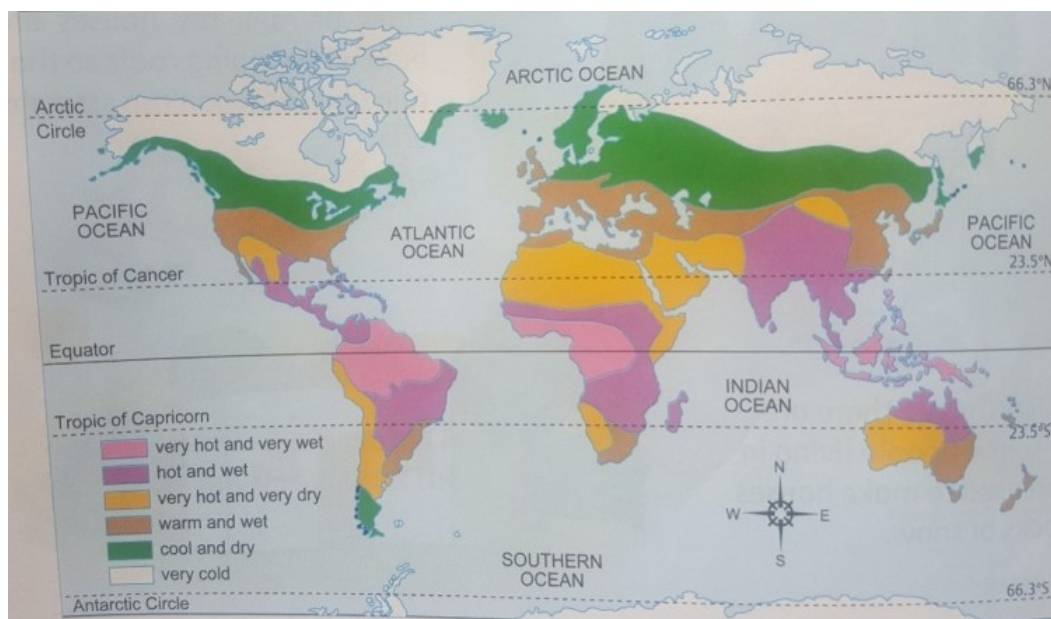 ARCTIC OCEAN
66.3°N
Arctic
Circle
PACIFIC
OCEAN
ATLANTIC
OCEAN
PACIFIC
OCEAN
23.5°N
Tropic of Cancer
Equator
INDIAN
OCEAN
Tropic of Capricorn
23.5°S
very hot and very wet
hot and wet
very hot and very dry
warm and wet
cool and dry
very cold
N
W
E
S
SOUTHERN
OCEAN
66.3°S
Antarctic Circle